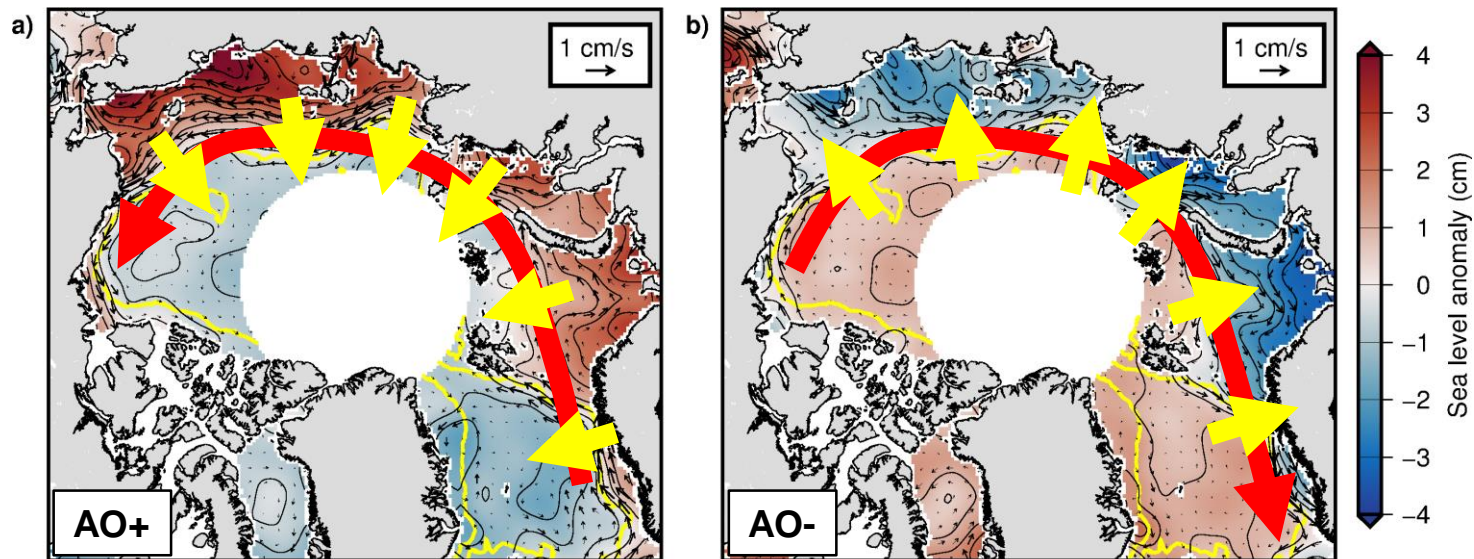 a)
1 cm/s
AO+
b)
1 cm/s
AO-
4
3
2
1
0
−1
−2
−3
−4
Sea level anomaly (cm)